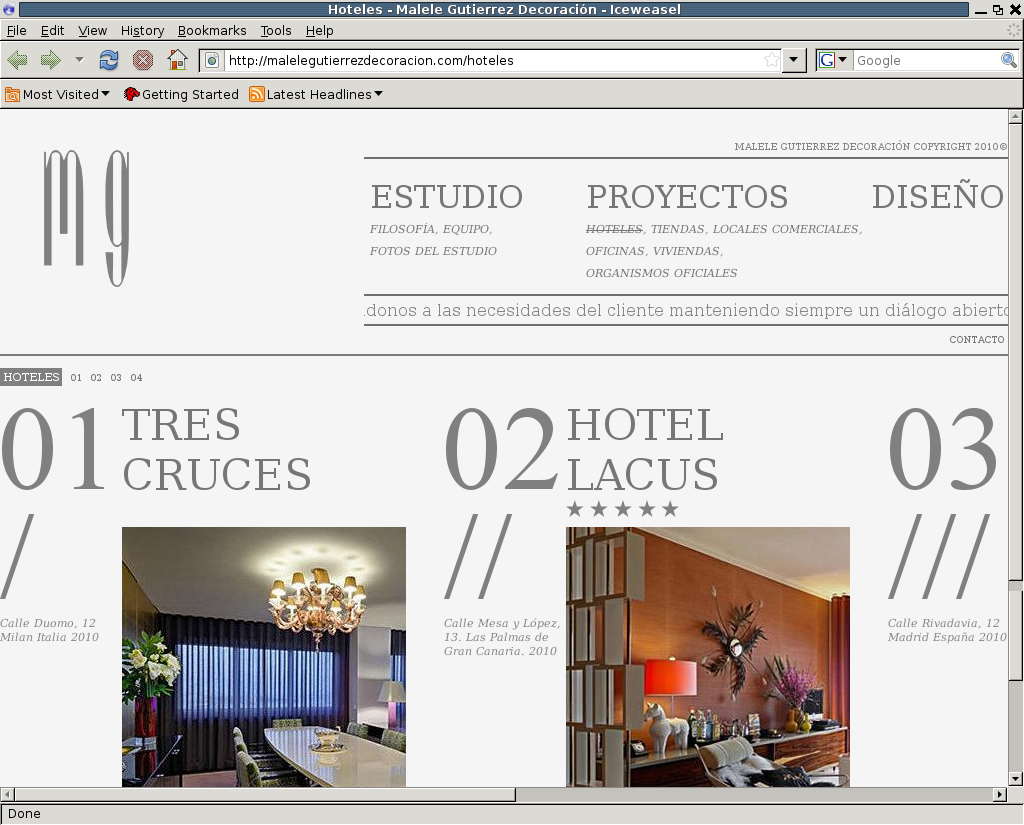 Hoteles - Malele Gutierrez Decoración - Iceweasel
File Edit View History Bookmarks Tools Help
http://malelegutierrezdecoracion.com/hoteles
G Google
Most Visited Getting Started Latest Headlines
mg
MALELE GUTIERREZ DECORACIÓN COPYRIGHT 2010©
ESTUDIO PROYECTOS DISEÑO
FILOSOFÍA, EQUIPO, HOTELES, TIENDAS, LOCALES COMERCIALES,
FOTOS DEL ESTUDIO OFICINAS, VIVIENDAS,
ORGANISMOS OFICIALES
donos a las necesidades del cliente manteniendo siempre un diálogo abierto
CONTACTO
HOTELES 01 02 03 04
01 TRES CRUCES
/
Calle Duomo, 12
Milan Italia 2010
02 HOTEL LACUS
★★★★★
//
Calle Mesa y López,
13. Las Palmas de
Gran Canaria. 2010
03
///
Calle Rivadavia, 12
Madrid España 2010
Done